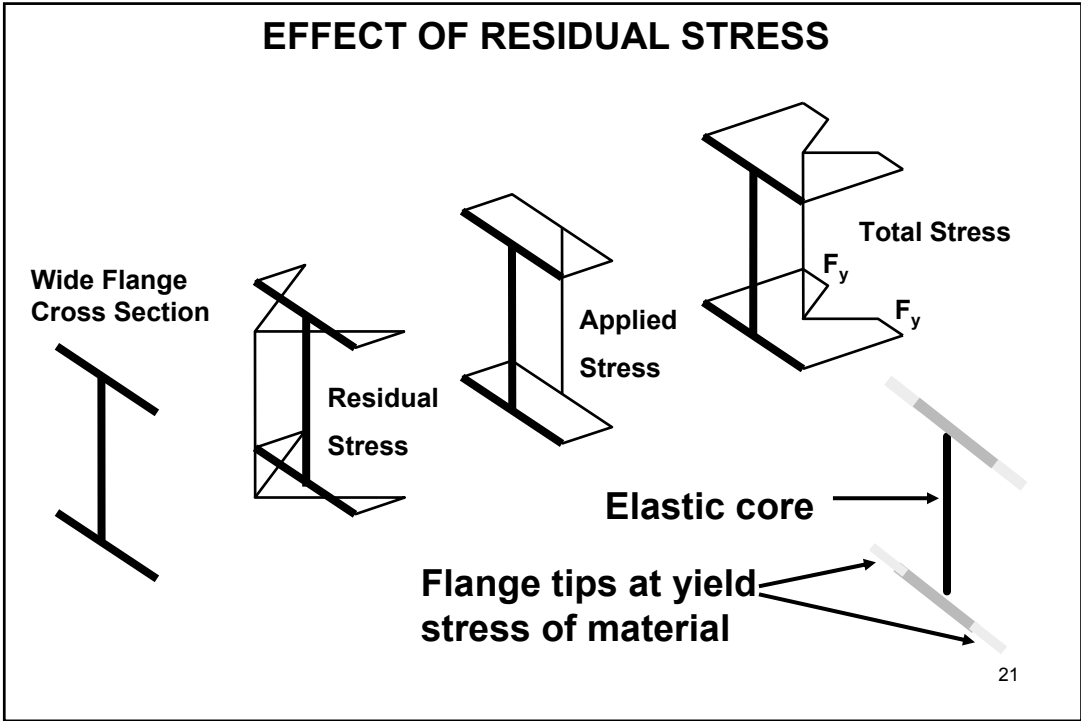 EFFECT OF RESIDUAL STRESS
Wide Flange
Cross Section
Residual
Stress
Applied
Stress
Total Stress
Fy
Fy
Elastic core
Flange tips at yield
stress of material
21